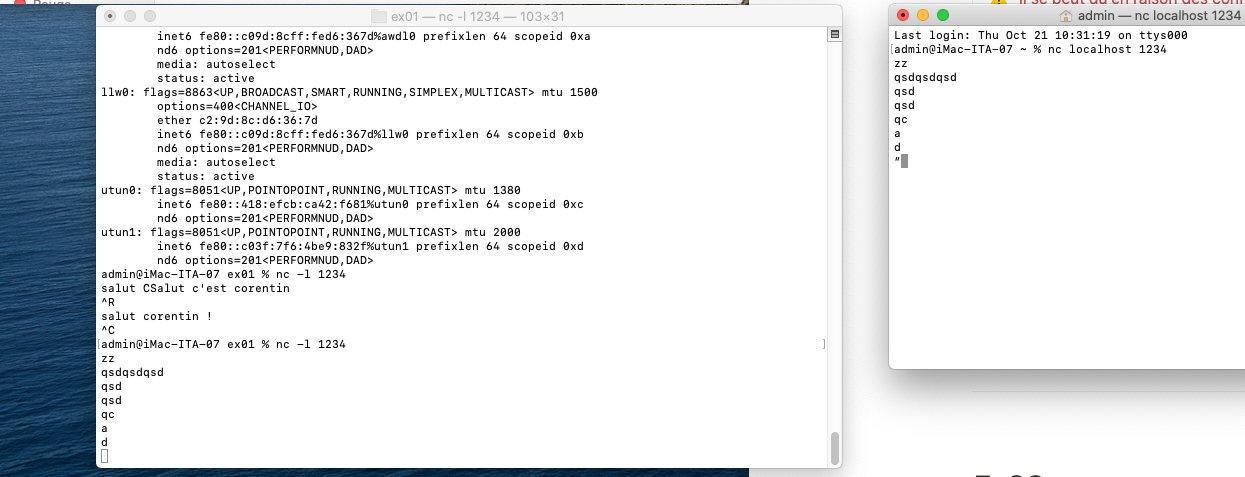 Rouge
ex01 — nc -l 1234 — 103×31
inet6 fe80::c09d:8cff:fed6:367d%awdl0 prefixlen 64 scopeid 0xa
nd6 options=201<PERFORMNUD,DAD>
media: autoselect
status: active
llw0: flags=8863<UP,BROADCAST,SMART,RUNNING,SIMPLEX,MULTICAST> mtu 1500
options=400<CHANNEL_IO>
ether c2:9d:8c:d6:36:7d
inet6 fe80::c09d:8cff:fed6:367d%llw0 prefixlen 64 scopeid 0xb
nd6 options=201<PERFORMNUD,DAD>
media: autoselect
status: active
utun0: flags=8051<UP,POINTOPOINT,RUNNING,MULTICAST> mtu 1380
inet6 fe80::418:efcb:ca42:f681%utun0 prefixlen 64 scopeid 0xc
nd6 options=201<PERFORMNUD,DAD>
utun1: flags=8051<UP,POINTOPOINT,RUNNING,MULTICAST> mtu 2000
inet6 fe80::c03f:7f6:4be9:832f%utun1 prefixlen 64 scopeid 0xd
nd6 options=201<PERFORMNUD,DAD>
admin@iMac-ITA-07 ex01 % nc -l 1234
salut CSalut c'est corentin
^R
salut corentin !
^C
[admin@iMac-ITA-07 ex01 % nc -l 1234 ]
zz
qsdqsdqsd
qsd
qsd
qc
a
d
Il se peut qu'en raison des
admin — nc localhost 1234
Last login: Thu Oct 21 10:31:19 on ttys000
[admin@iMac-ITA-07 ~ % nc localhost 1234
zz
qsdqsdqsd
qsd
qsd
qc
a
d
"